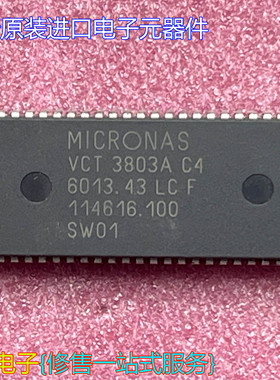 原装进口电子元器件
MICRONAS
VCT 3803A C4
6013.43 LC F
114616.100
SW01
电子{修售一站式服务}